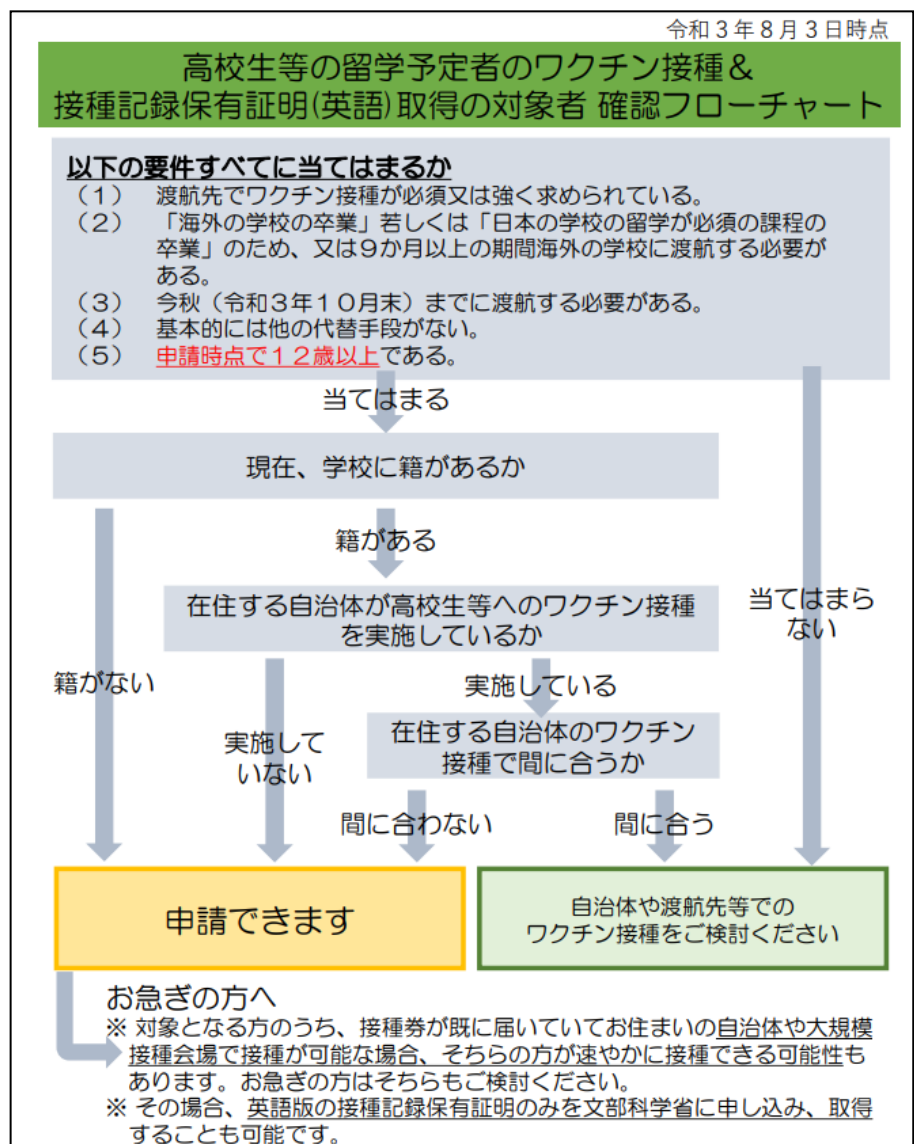 令和３年８月３日時点
高校生等の留学予定者のワクチン接種＆
接種記録保有証明(英語)取得の対象者 確認フローチャート
以下の要件すべてに当てはまるか
（１） 渡航先でワクチン接種が必須又は強く求められている。
（２） 「海外の学校の卒業」若しくは「日本の学校の留学が必須の課程の
卒業」のため、又は９か月以上の期間海外の学校に渡航する必要が
ある。
（３） 今秋（令和３年１０月末）までに渡航する必要がある。
（４） 基本的には他の代替手段がない。
（５） 申請時点で１２歳以上である。
当てはまる
現在、学校に籍があるか
籍がある
在住する自治体が高校生等へのワクチン接種
を実施しているか
当てはまら
ない
籍がない
実施している
実施して
いない
在住する自治体のワクチン
接種で間に合うか
間に合わない
間に合う
申請できます
自治体や渡航先等での
ワクチン接種をご検討ください
お急ぎの方へ
※ 対象となる方のうち、接種券が既に届いていてお住まいの自治体や大規模
接種会場で接種が可能な場合、そちらの方が速やかに接種できる可能性も
あります。お急ぎの方はそちらもご検討ください。
※ その場合、英語版の接種記録保有証明のみを文部科学省に申し込み、取得
することも可能です。